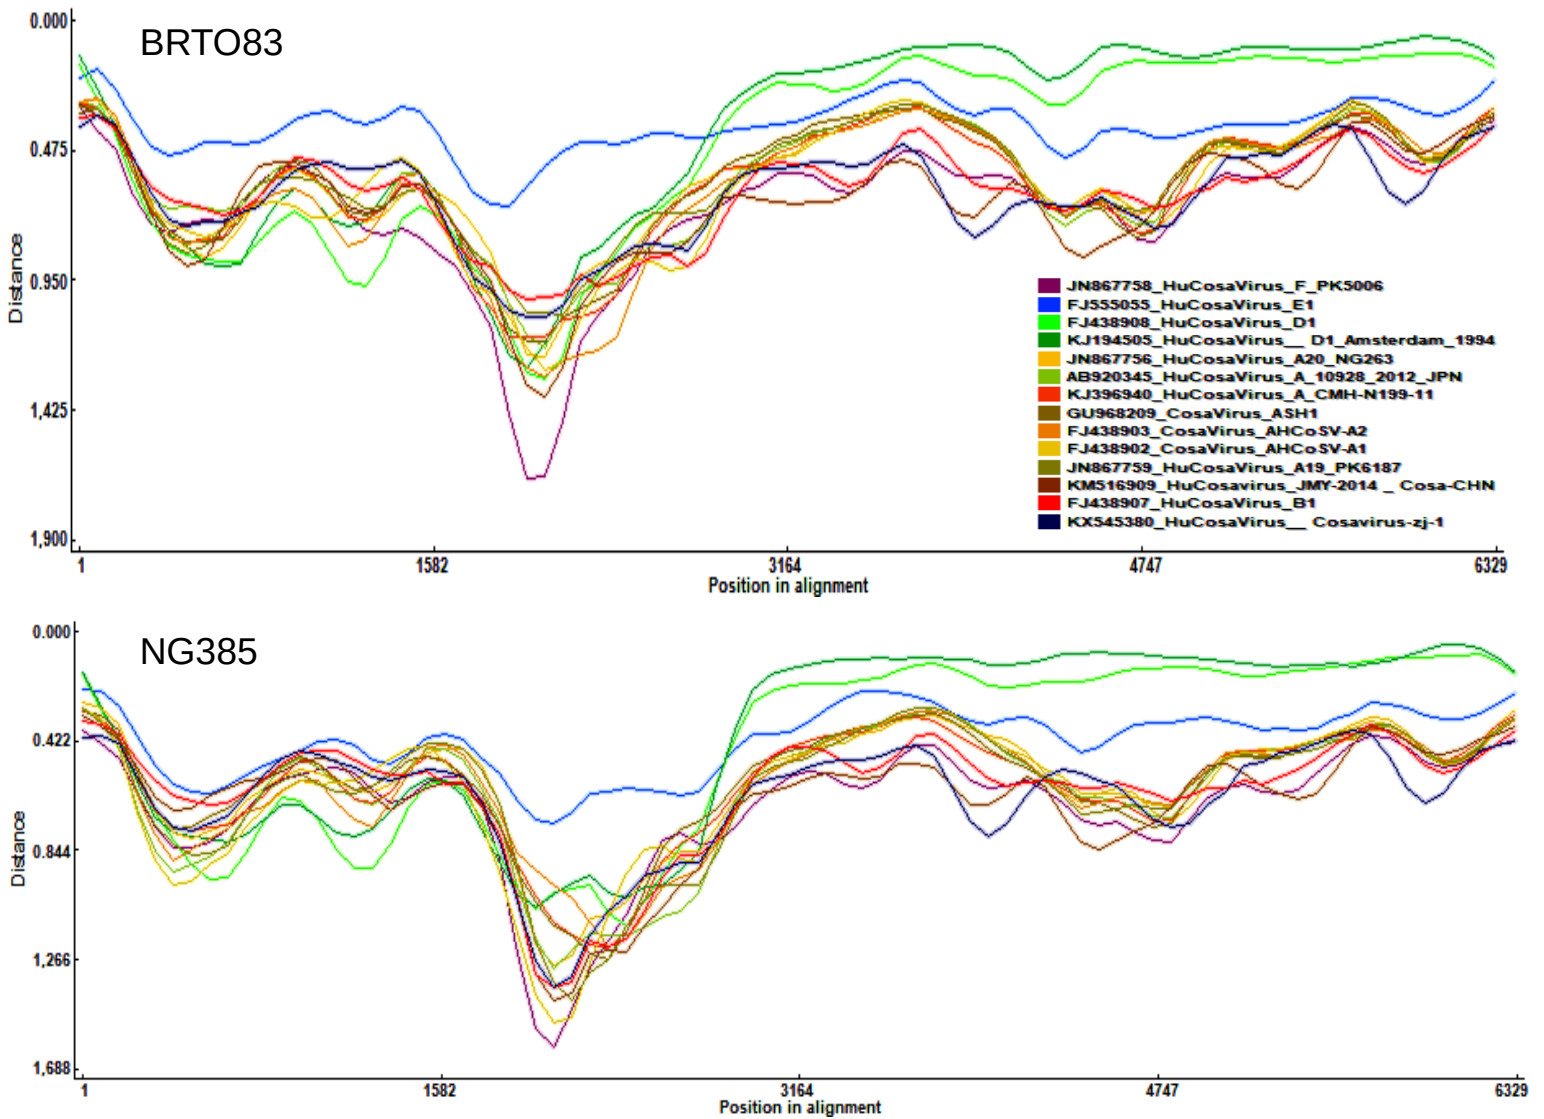 BRTO83
0.000
0.475
0.950
1,425
1,900
Distance
1
1582
3164
4747
6329
Position in alignment
JN867758_HuCosaVirus_F_PK5006
FJ555055_HuCosaVirus_E1
FJ438908_HuCosaVirus_D1
KJ194505_HuCosaVirus__ D1_Amsterdam_1994
JN867756_HuCosaVirus_A20_NG263
AB920345_HuCosaVirus_A_10928_2012_JPN
KJ396940_HuCosaVirus_A_CMH-N199-11
GU968209_CosaVirus_ASH1
FJ438903_CosaVirus_AHCoSV-A2
FJ438902_CosaVirus_AHCoSV-A1
JN867759_HuCosaVirus_A19_PK6187
KM516909_HuCosavirus_JMY-2014 _ Cosa-CHN
FJ438907_HuCosaVirus_B1
KX545380_HuCosaVirus__ Cosavirus-zj-1
NG385
0.000
0.422
0.844
1,266
1,688
Distance
1
1582
3164
4747
6329
Position in alignment